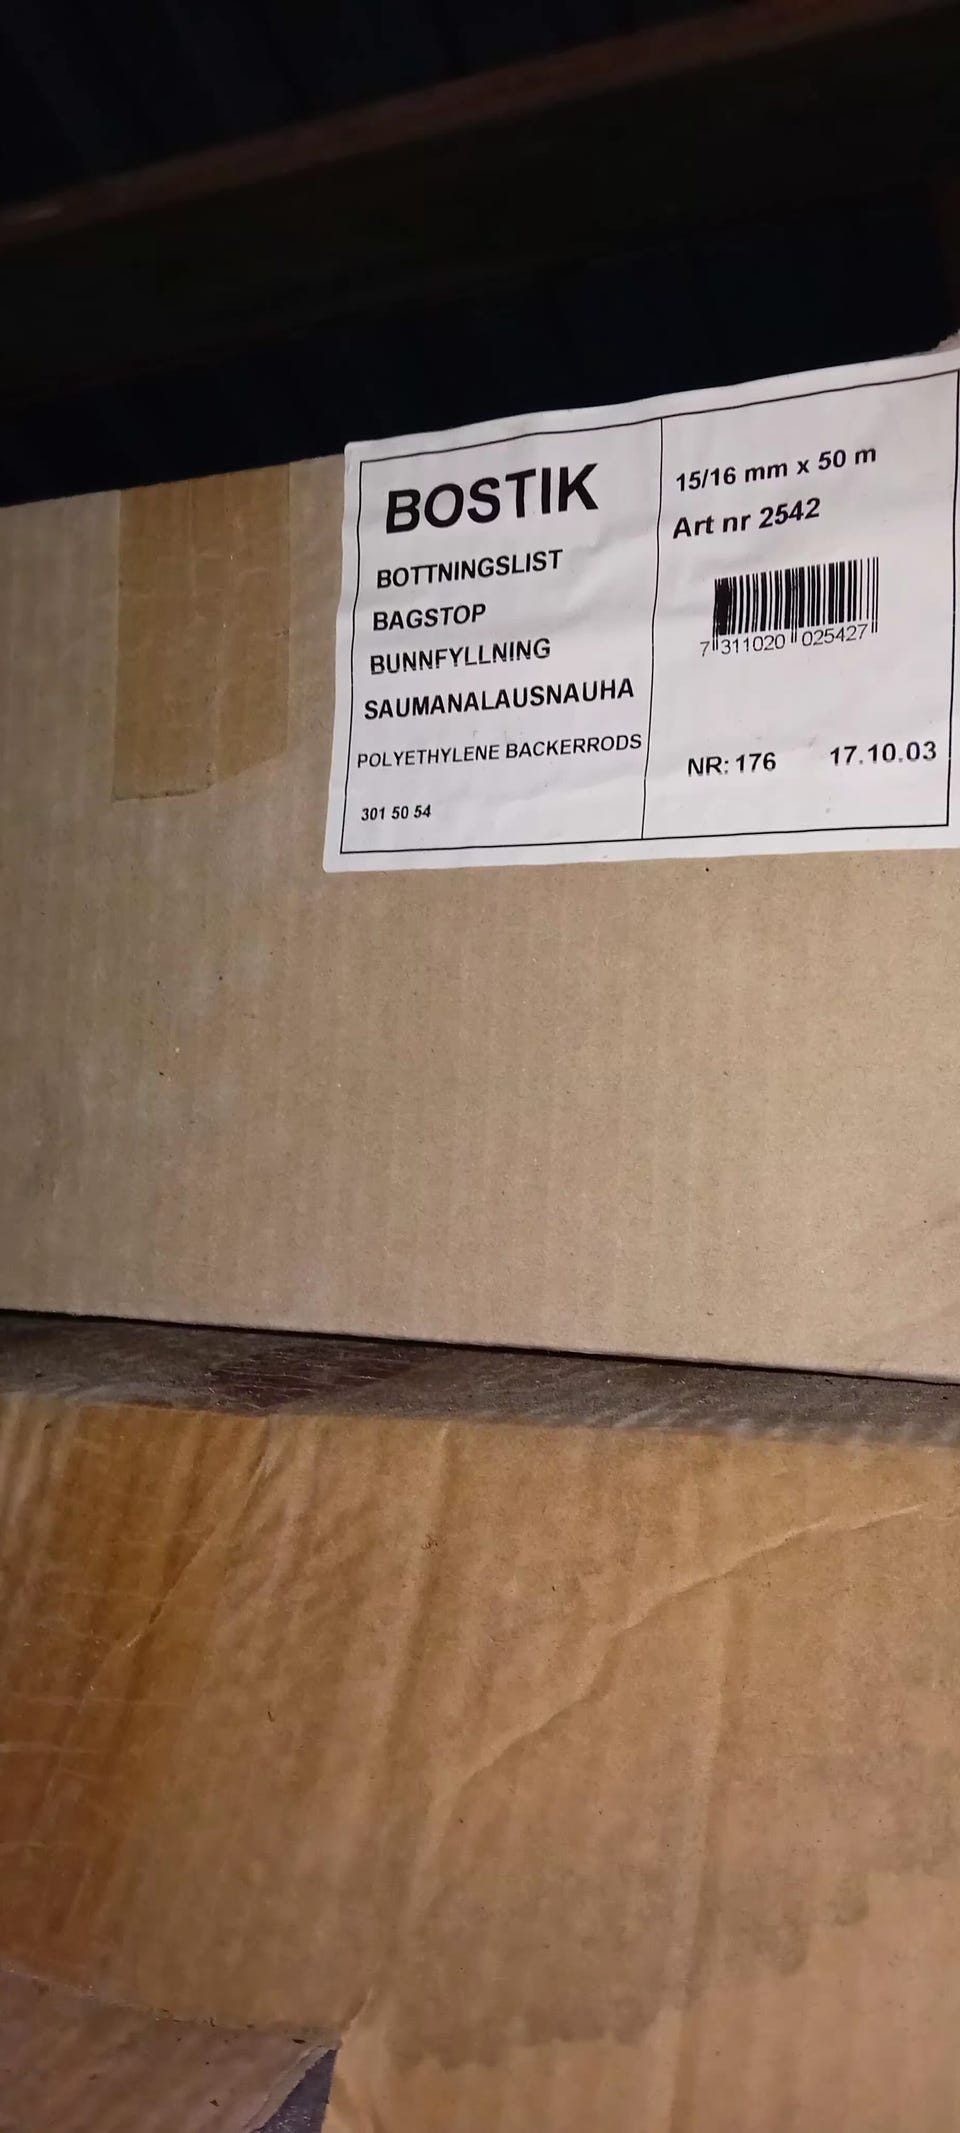 BOSTIK
BOTTNINGSLIST
BAGSTOP
BUNNFYLLNING
SAUMANALAUSNAUHA
POLYETHYLENE BACKERRODS
301 50 54
15/16 mm x 50 m
Art nr 2542
7 311020 025427
NR: 176 17.10.03